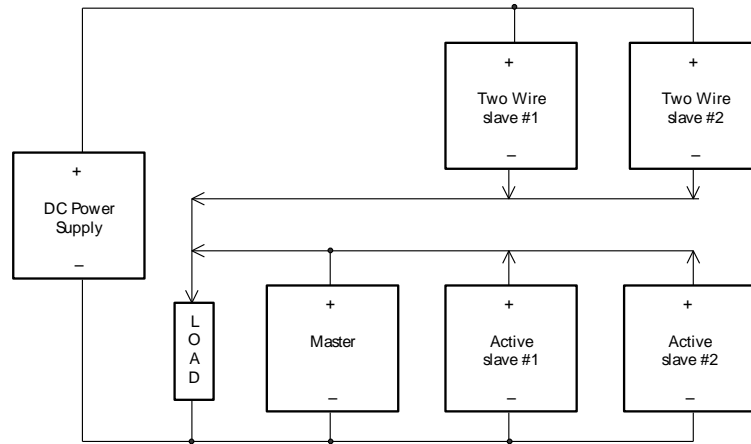 +
Two Wire
slave #1
–
+
Two Wire
slave #2
–
+
DC Power
Supply
–
L
O
A
D
+
Master
–
+
Active
slave #1
–
+
Active
slave #2
–